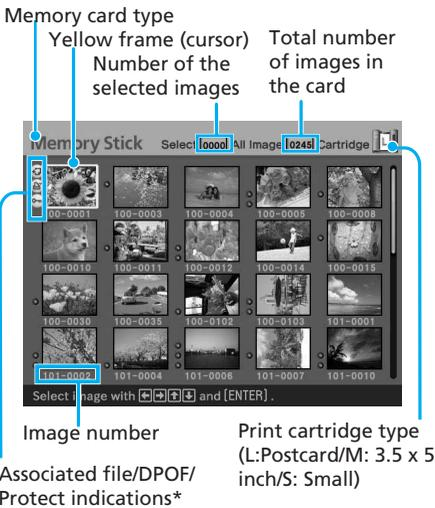 Memory card type
Yellow frame (cursor)
Number of the
selected images
Total number
of images in
the card
Memory Stick Select 0000 All Image 0245 Cartridge L
100-0001 100-0003 100-0004 100-0005 100-0008
100-0010 100-0011 100-0012 100-0014 100-0015
100-0030 100-0035 100-0102 100-0103 101-0001
101-0002 101-0004 101-0006 101-0007 101-0010
Select image with ←→↑↓ and [ENTER] .
Image number
Associated file/DPOF/
Protect indications*
Print cartridge type
(L:Postcard/M: 3.5 x 5
inch/S: Small)